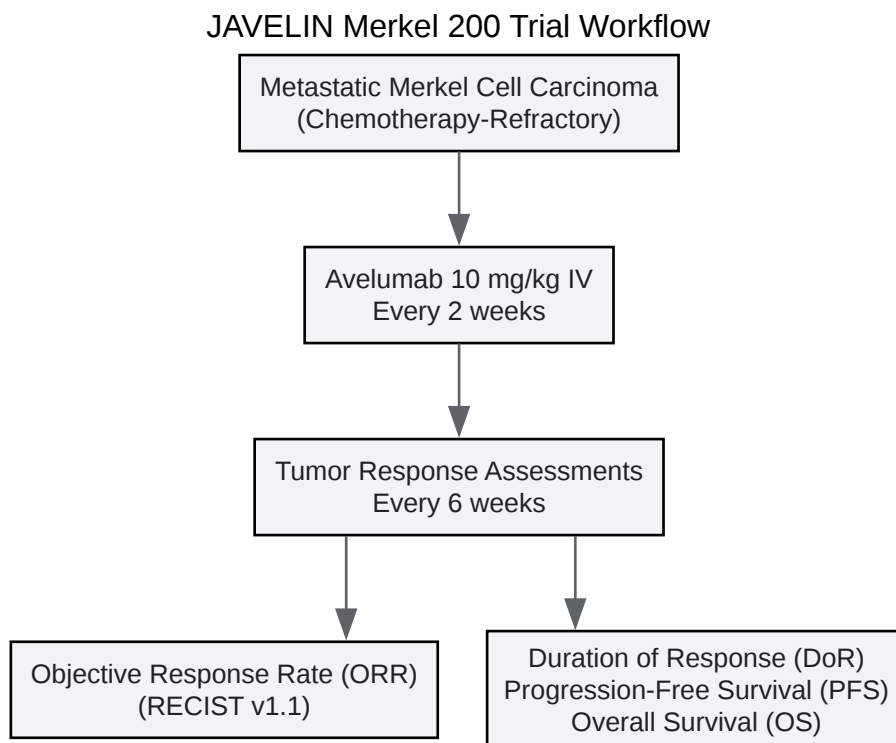 JAVELIN Merkel 200 Trial Workflow
Metastatic Merkel Cell Carcinoma
(Chemotherapy-Refractory)
Avelumab 10 mg/kg IV
Every 2 weeks
Tumor Response Assessments
Every 6 weeks
Objective Response Rate (ORR)
(RECIST v1.1)
Duration of Response (DoR)
Progression-Free Survival (PFS)
Overall Survival (OS)